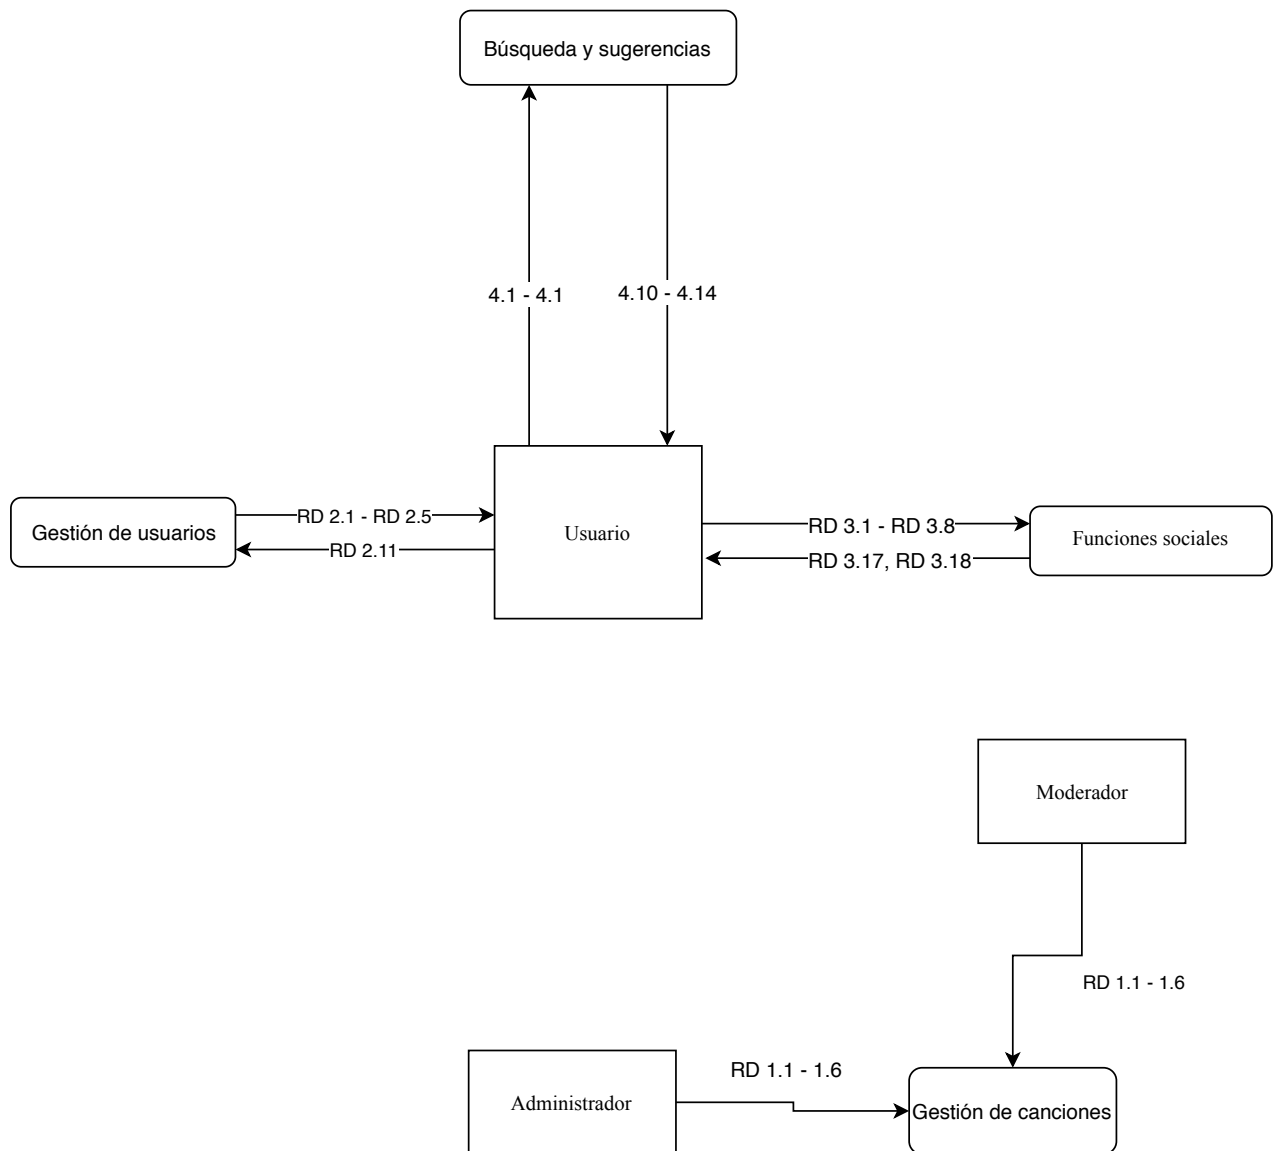 Búsqueda y sugerencias
4.1 - 4.1
4.10 - 4.14
Gestión de usuarios
RD 2.1 - RD 2.5
RD 2.11
Usuario
RD 3.1 - RD 3.8
RD 3.17, RD 3.18
Funciones sociales
Moderador
RD 1.1 - 1.6
Administrador
RD 1.1 - 1.6
Gestión de canciones